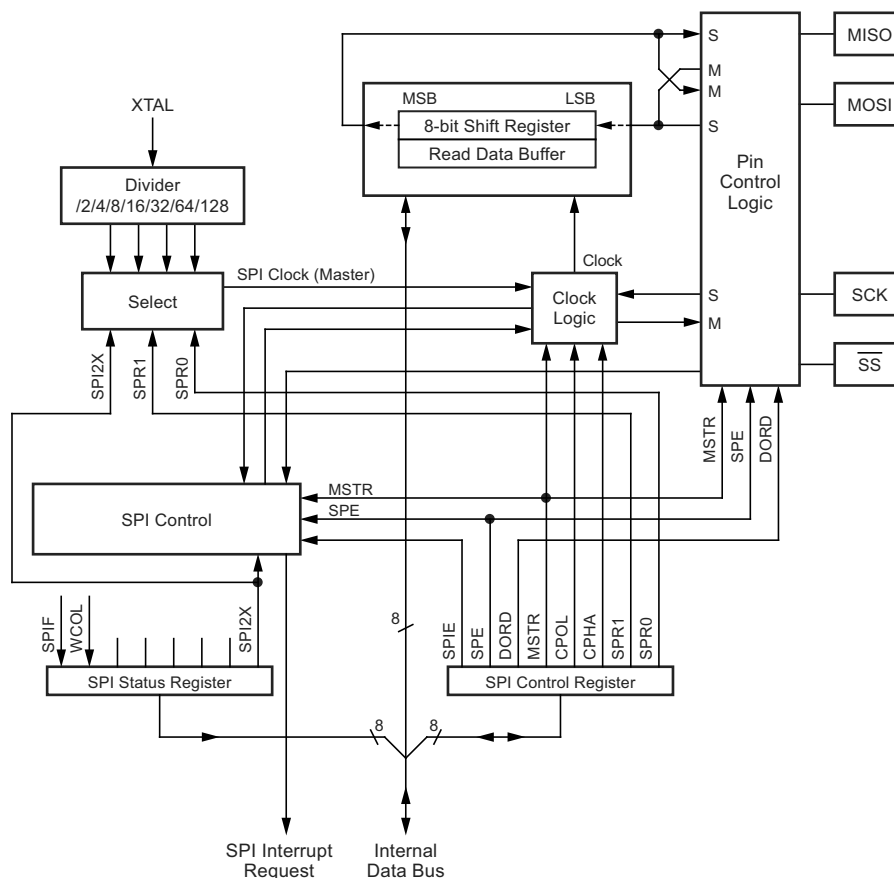 S
MISO
M
MSB
LSB
M
MOSI
XTAL
8-bit Shift Register
S
Read Data Buffer
Pin
Control
Logic
Divider
/2/4/8/16/32/64/128
Clock
SPI Clock (Master)
Select
Clock
Logic
S
SCK
M
SPI2X
SPR1
SPR0
SS
MSTR
SPE
DORD
SPI Control
MSTR
SPE
SPIF
WCOL
SPI2X
8
SPIE
SPE
DORD
MSTR
CPOL
CPHA
SPR1
SPR0
SPI Status Register
SPI Control Register
8
8
SPI Interrupt
Request
Internal
Data Bus